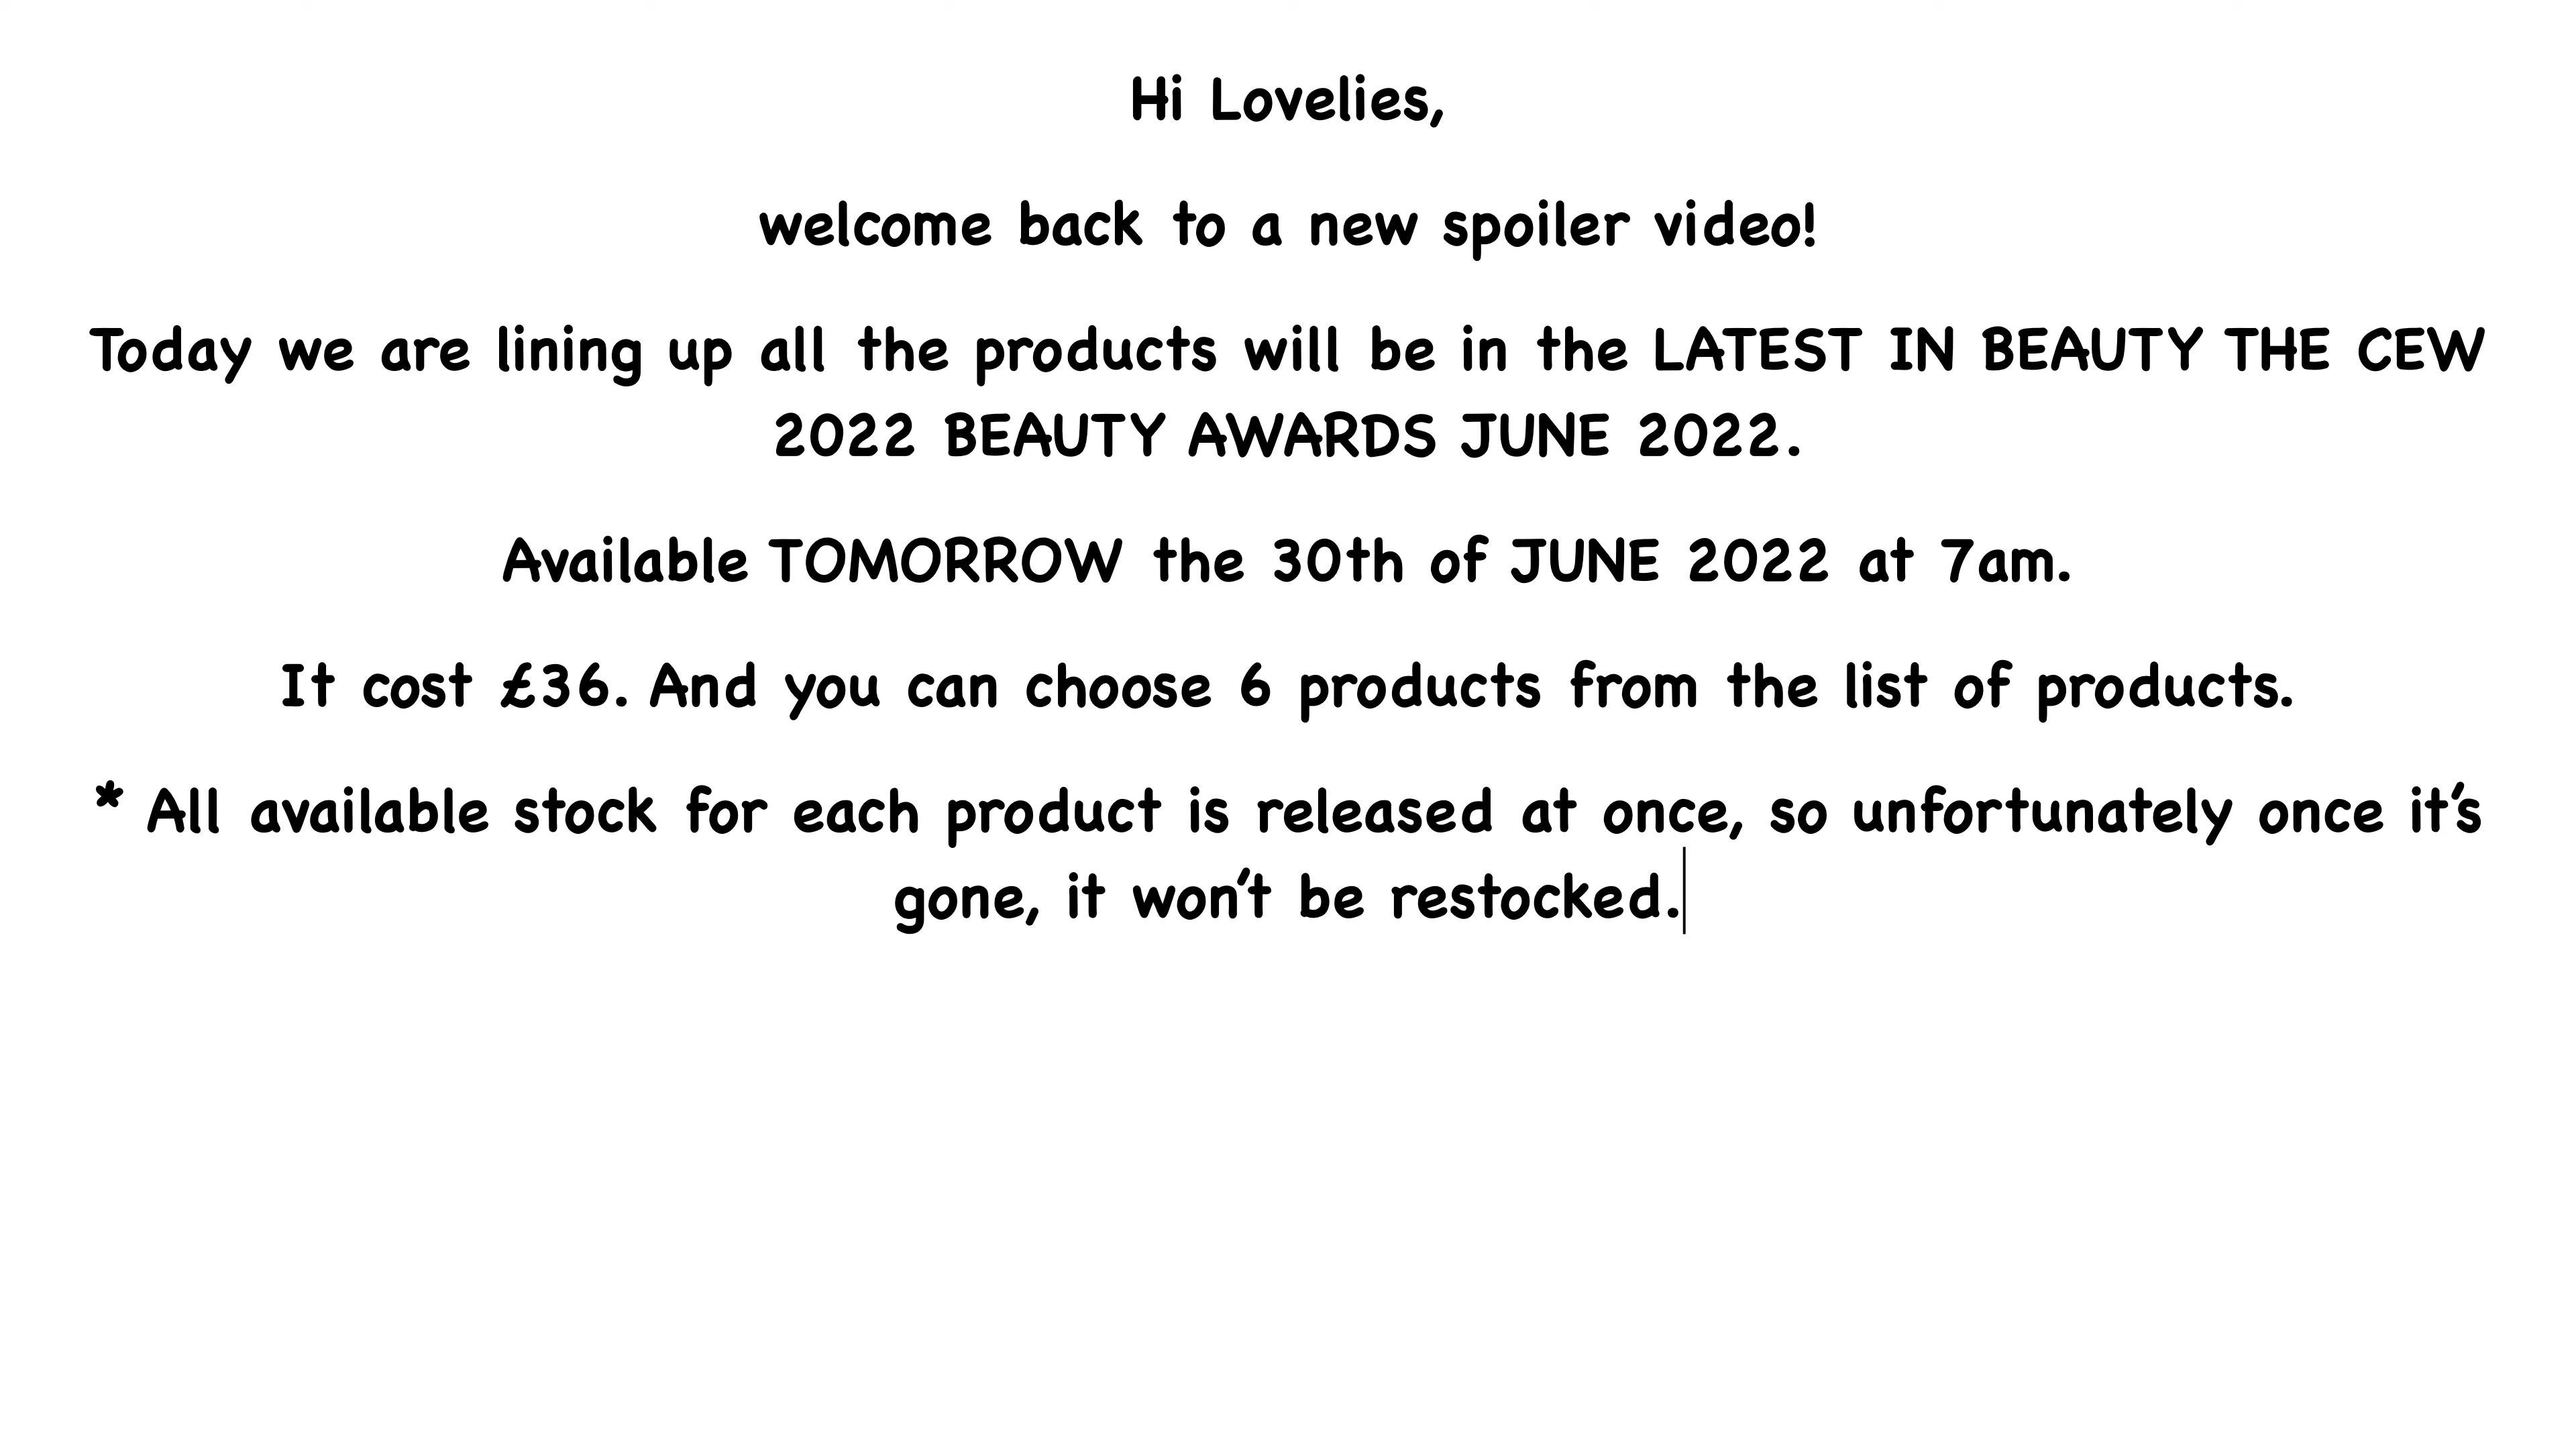 Hi Lovelies,
welcome back to a new spoiler video!
Today we are lining up all the products will be in the LATEST IN BEAUTY THE CEW
2022 BEAUTY AWARDS JUNE 2022.
Available TOMORROW the 30th of JUNE 2022 at 7am.
It cost £36. And you can choose 6 products from the list of products.
* All available stock for each product is released at once, so unfortunately once it's
gone, it won't be restocked.